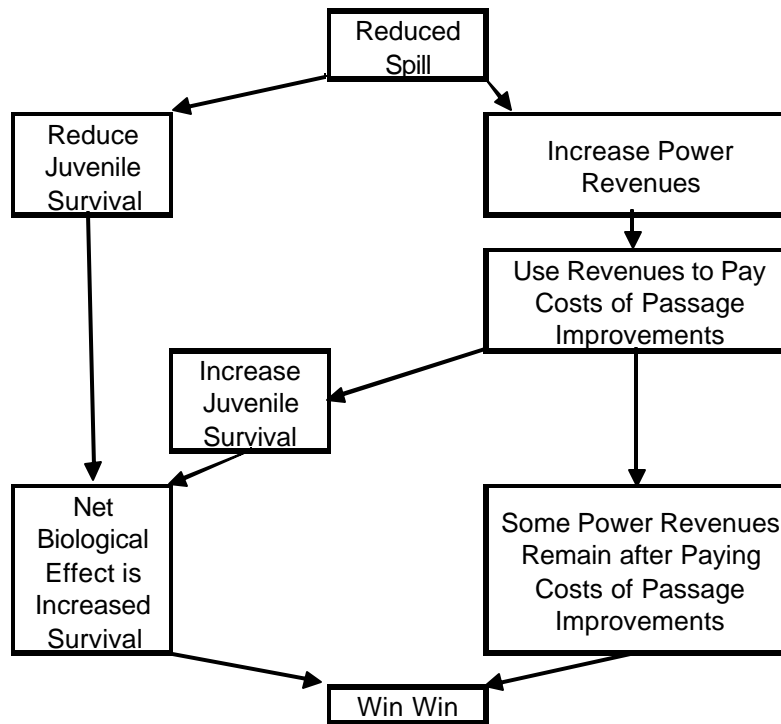 Reduced
Spill
Reduce
Juvenile
Survival
Increase Power
Revenues
Use Revenues to Pay
Costs of Passage
Improvements
Increase
Juvenile
Survival
Net
Biological
Effect is
Increased
Survival
Some Power Revenues
Remain after Paying
Costs of Passage
Improvements
Win Win